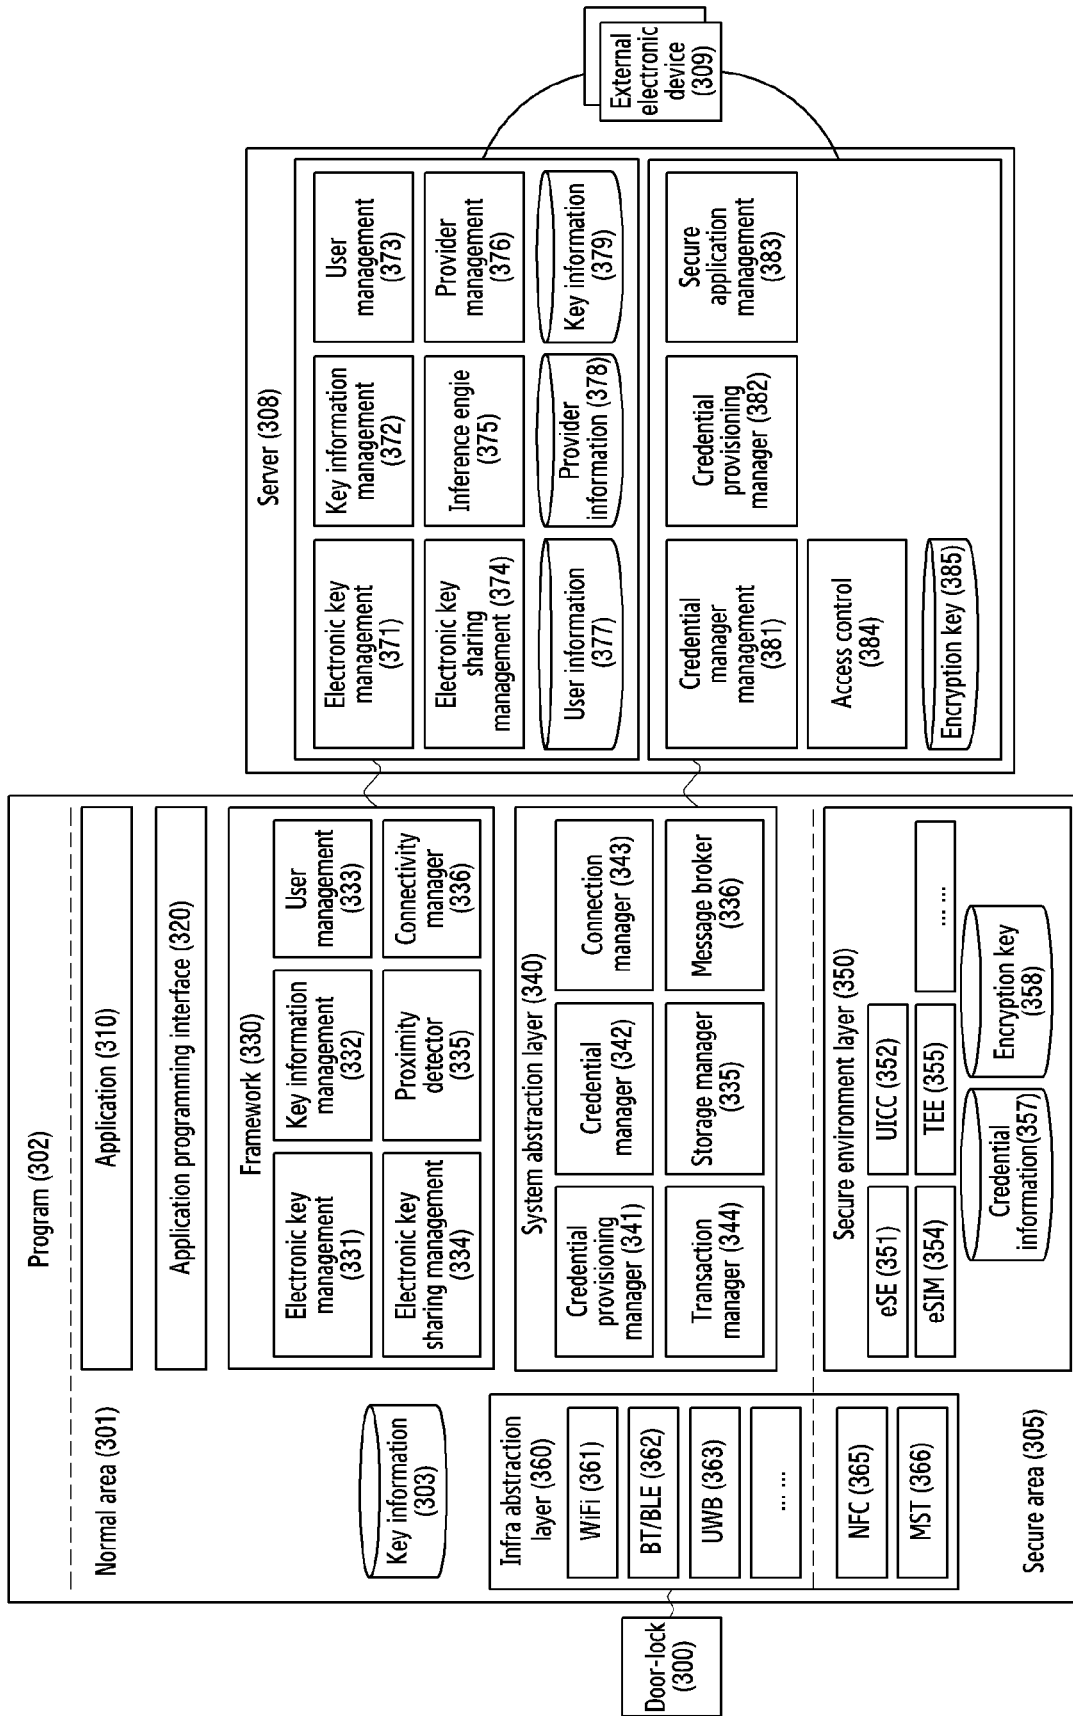 Program (302)
Normal area (301)
Application (310)
Application programming interface (320)
Framework (330)
Electronic key
management
(331)
Key information
management
(332)
User
management
(333)
Electronic key
sharing management
(334)
Proximity
detector
(335)
Connectivity
manager
(336)
Key information
(303)
System abstraction layer (340)
Credential
provisioning
manager (341)
Credential
manager (342)
Connection
manager (343)
Transaction
manager (344)
Storage manager
(335)
Message broker
(336)
Infra abstraction
layer (360)
WiFi (361)
BT/BLE (362)
UWB (363)
... ...
NFC (365)
MST (366)
Door-lock
(300)
Secure area (305)
Secure environment layer (350)
eSE (351)
UICC (352)
eSIM (354)
TEE (355)
... ...
Credential
information(357)
Encryption key
(358)
Server (308)
Electronic key
management
(371)
Key information
management
(372)
User
management
(373)
Electronic key
sharing
management (374)
Inference engie
(375)
Provider
management
(376)
User information
(377)
Provider
information (378)
Key information
(379)
Credential
manager
management
(381)
Credential
provisioning
manager (382)
Secure
application
management
(383)
Access control
(384)
Encryption key (385)
External
electronic
device
(309)